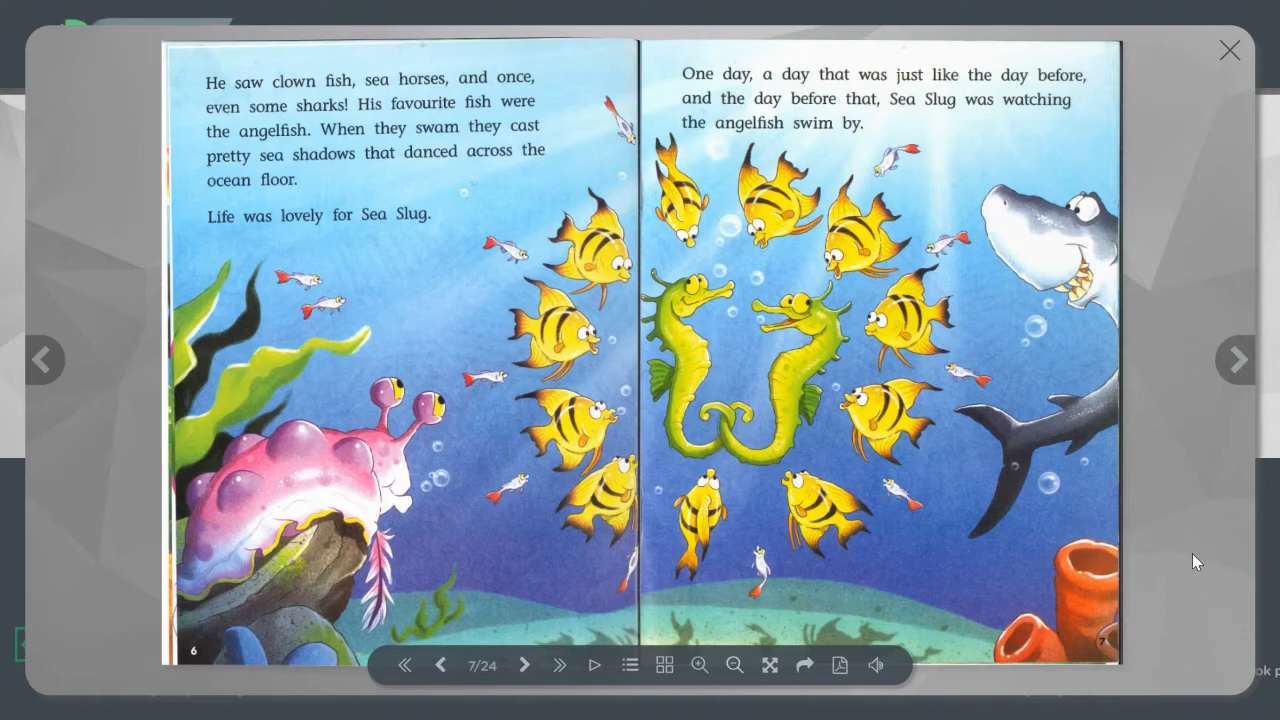 He saw clown fish, sea horses, and once,
even some sharks! His favourite fish were
the angelfish. When they swam they cast
pretty sea shadows that danced across the
ocean floor.
Life was lovely for Sea Slug.
6
One day, a day that was just like the day before,
and the day before that, Sea Slug was watching
the angelfish swim by.
7
7/24
ok p